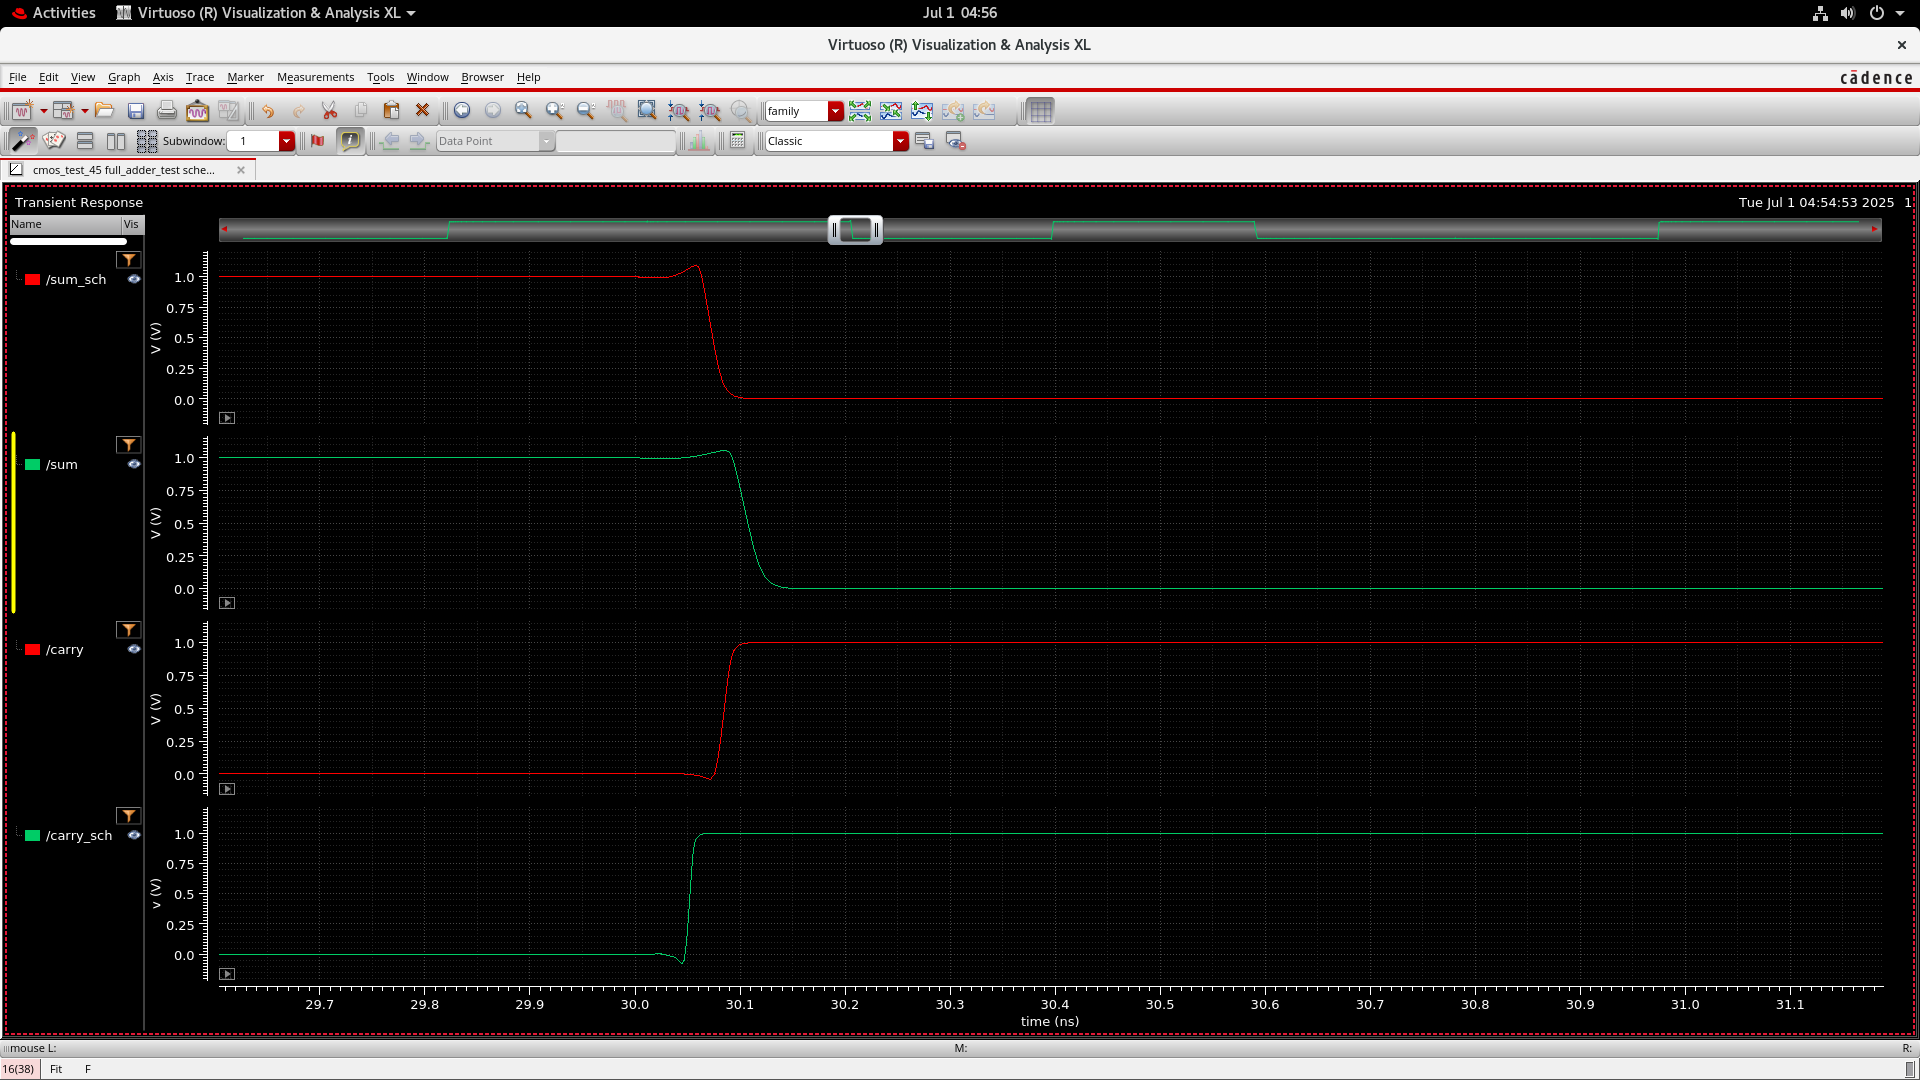 Activities Virtuoso (R) Visualization & Analysis XL Jul 1 04:56
Virtuoso (R) Visualization & Analysis XL
File Edit View Graph Axis Trace Marker Measurements Tools Window Browser Help cādence
family
Subwindow: 1 Data Point Classic
cmos_test_45 full_adder_test sche...
Transient Response Tue Jul 1 04:54:53 2025 1
Name Vis
/sum_sch
V (V)
1.0
0.75
0.5
0.25
0.0
/sum
V (V)
1.0
0.75
0.5
0.25
0.0
/carry
V (V)
1.0
0.75
0.5
0.25
0.0
/carry_sch
V (V)
1.0
0.75
0.5
0.25
0.0
29.7 29.8 29.9 30.0 30.1 30.2 30.3 30.4 30.5 30.6 30.7 30.8 30.9 31.0 31.1
time (ns)
mouse L: M: R:
16(38) Fit F